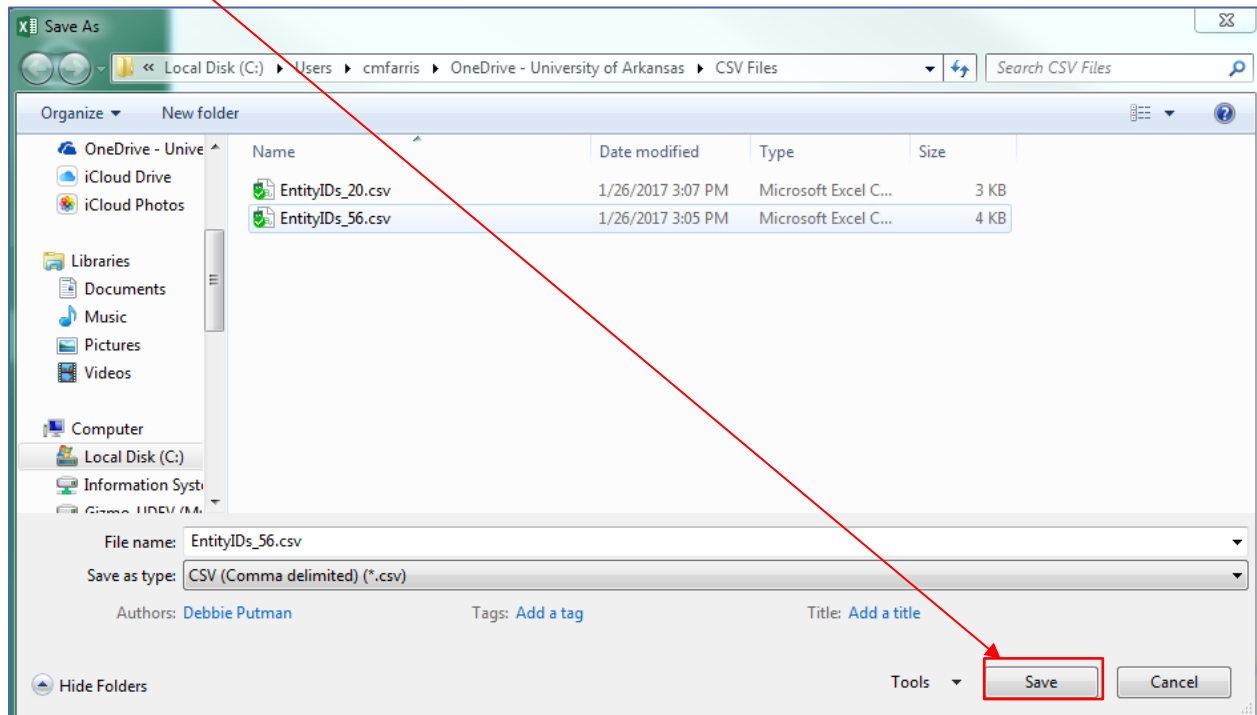 Save As
« Local Disk (C:) ▸ Users ▸ cmfarris ▸ OneDrive - University of Arkansas ▸ CSV Files
Search CSV Files
Organize
New folder
OneDrive - Unive
iCloud Drive
iCloud Photos
Libraries
Documents
Music
Pictures
Videos
Computer
Local Disk (C:)
Information Syst
Name Date modified Type Size
EntityIDs_20.csv 1/26/2017 3:07 PM Microsoft Excel C... 3 KB
EntityIDs_56.csv 1/26/2017 3:05 PM Microsoft Excel C... 4 KB
File name: EntityIDs_56.csv
Save as type: CSV (Comma delimited) (*.csv)
Authors: Debbie Putman Tags: Add a tag Title: Add a title
Hide Folders Tools Save Cancel